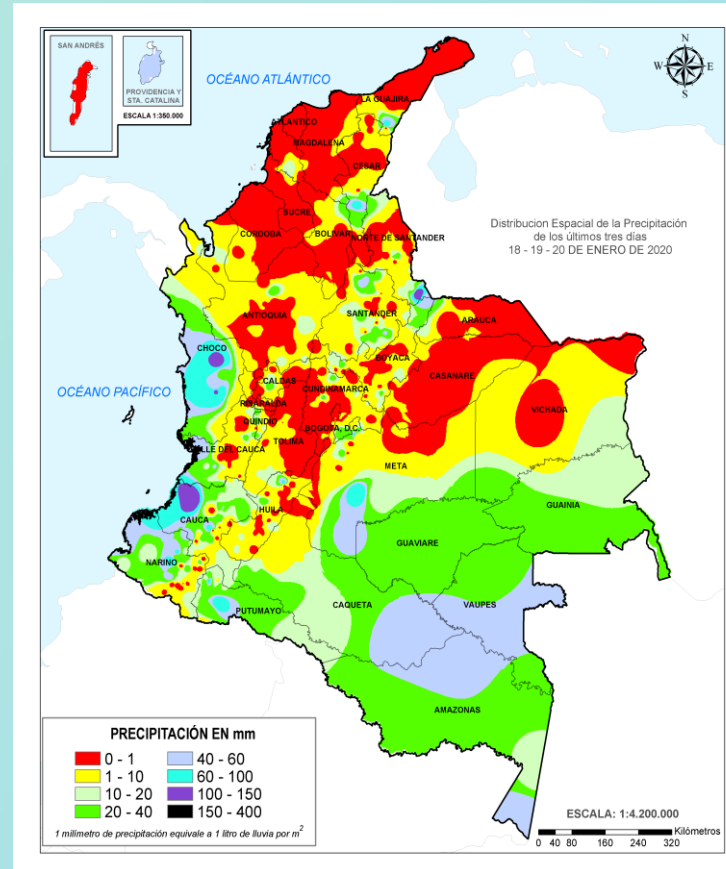 SAN ANDRÉS
PROVIDENCIA Y
STA. CATALINA
ESCALA 1:350.000
OCÉANO ATLÁNTICO
N
W E
S
LA GUAJIRA
ATLANTICO
MAGDALENA
CESAR
SUCRE
CORDOBA
BOLIVAR
NORTE DE SANTANDER
Distribucion Espacial de la Precipitación
de los últimos tres días
18 - 19 - 20 DE ENERO DE 2020
ANTIOQUIA
SANTANDER
ARAUCA
CHOCO
BOYACA
OCÉANO PACÍFICO
CALDAS
CUNDINAMARCA
CASANARE
RISARALDA
VICHADA
QUINDIO
BOGOTA, D.C.
VALLE DEL CAUCA
TOLIMA
META
GUAINIA
HUILA
CAUCA
GUAVIARE
NARIÑO
PUTUMAYO
CAQUETA
VAUPES
AMAZONAS
PRECIPITACIÓN EN mm
0 - 1 40 - 60
1 - 10 60 - 100
10 - 20 100 - 150
20 - 40 150 - 400
1 milímetro de precipitación equivale a 1 litro de lluvia por m²
ESCALA: 1:4.200.000
Kilómetros
0 40 80 160 240 320